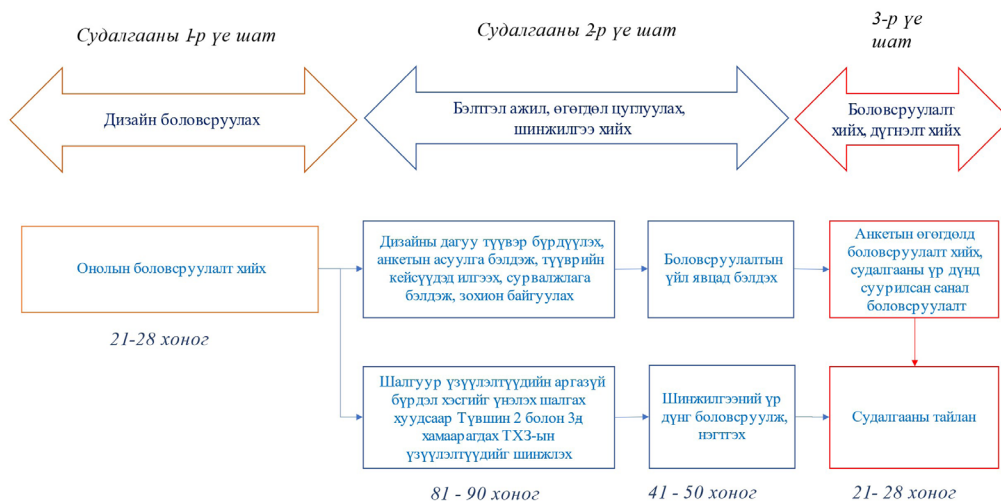 Судалгааны 1-р үе шат
Судалгааны 2-р үе шат
3-р үе
шат
Дизайн боловсруулах
Бэлтгэл ажил, өгөгдөл цуглуулах,
шинжилгээ хийх
Боловсруулалт
хийх, дүгнэлт хийх
Онолын боловсруулалт хийх
21-28 хоног
Дизайны дагуу түүвэр бүрдүүлэх,
анкетын асуулга бэлдэж, түүврийн
кейсүүдэд илгээх, сурвалжлага
бэлдэж, зохион байгуулах
Боловсруулалтын
үйл явцад бэлдэх
Анкетын өгөгдөлд
боловсруулалт хийх,
судалгааны үр дүнд
суурилсан санал
боловсруулалт
Шалгуур үзүүлэлтүүдийн аргазүй
бүрдэл хэсгийг үнэлэх шалгах
хуудсаар Түвшин 2 болон 3-д
хамаарагдах ТХЗ-ын
үзүүлэлтүүдийг шинжлэх
Шинжилгээний үр
дүнг боловсруулж,
нэгтгэх
Судалгааны тайлан
81 - 90 хоног
41 - 50 хоног
21- 28 хоног